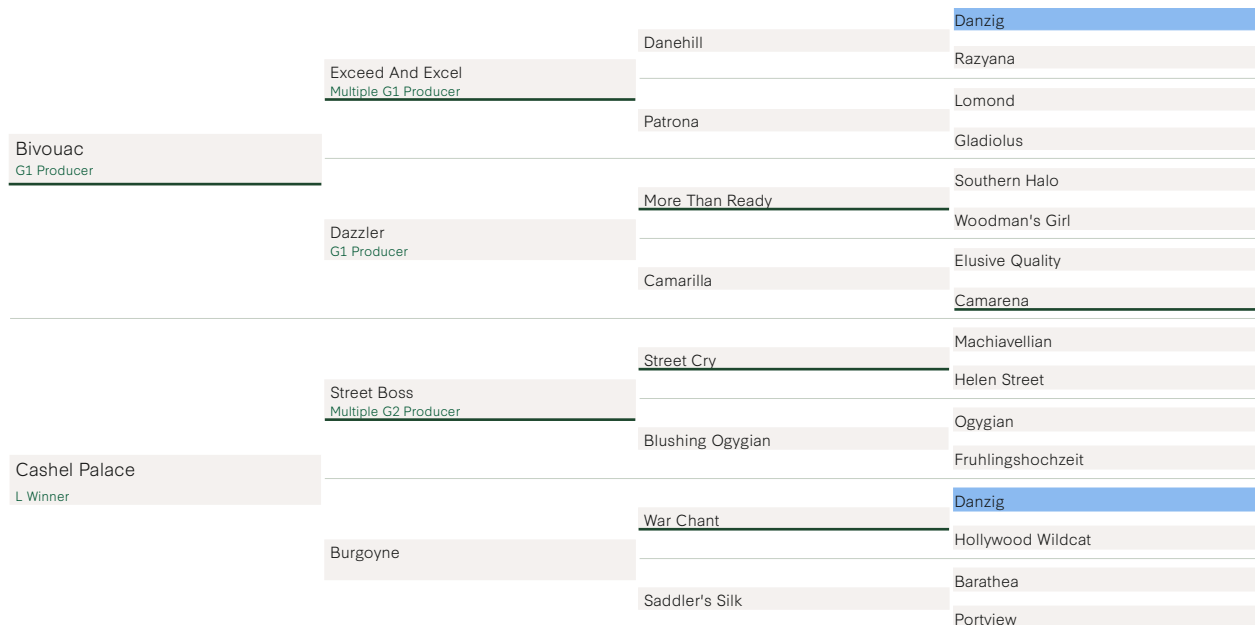 Bivouac
G1 Producer
Cashel Palace
L Winner
Exceed And Excel
Multiple G1 Producer
Dazzler
G1 Producer
Street Boss
Multiple G2 Producer
Burgoyne
Danehill
Patrona
More Than Ready
Camarilla
Street Cry
Blushing Ogygian
War Chant
Saddler's Silk
Danzig
Razyana
Lomond
Gladiolus
Southern Halo
Woodman's Girl
Elusive Quality
Camarena
Machiavellian
Helen Street
Ogygian
Fruhlingshochzeit
Danzig
Hollywood Wildcat
Barathea
Portview